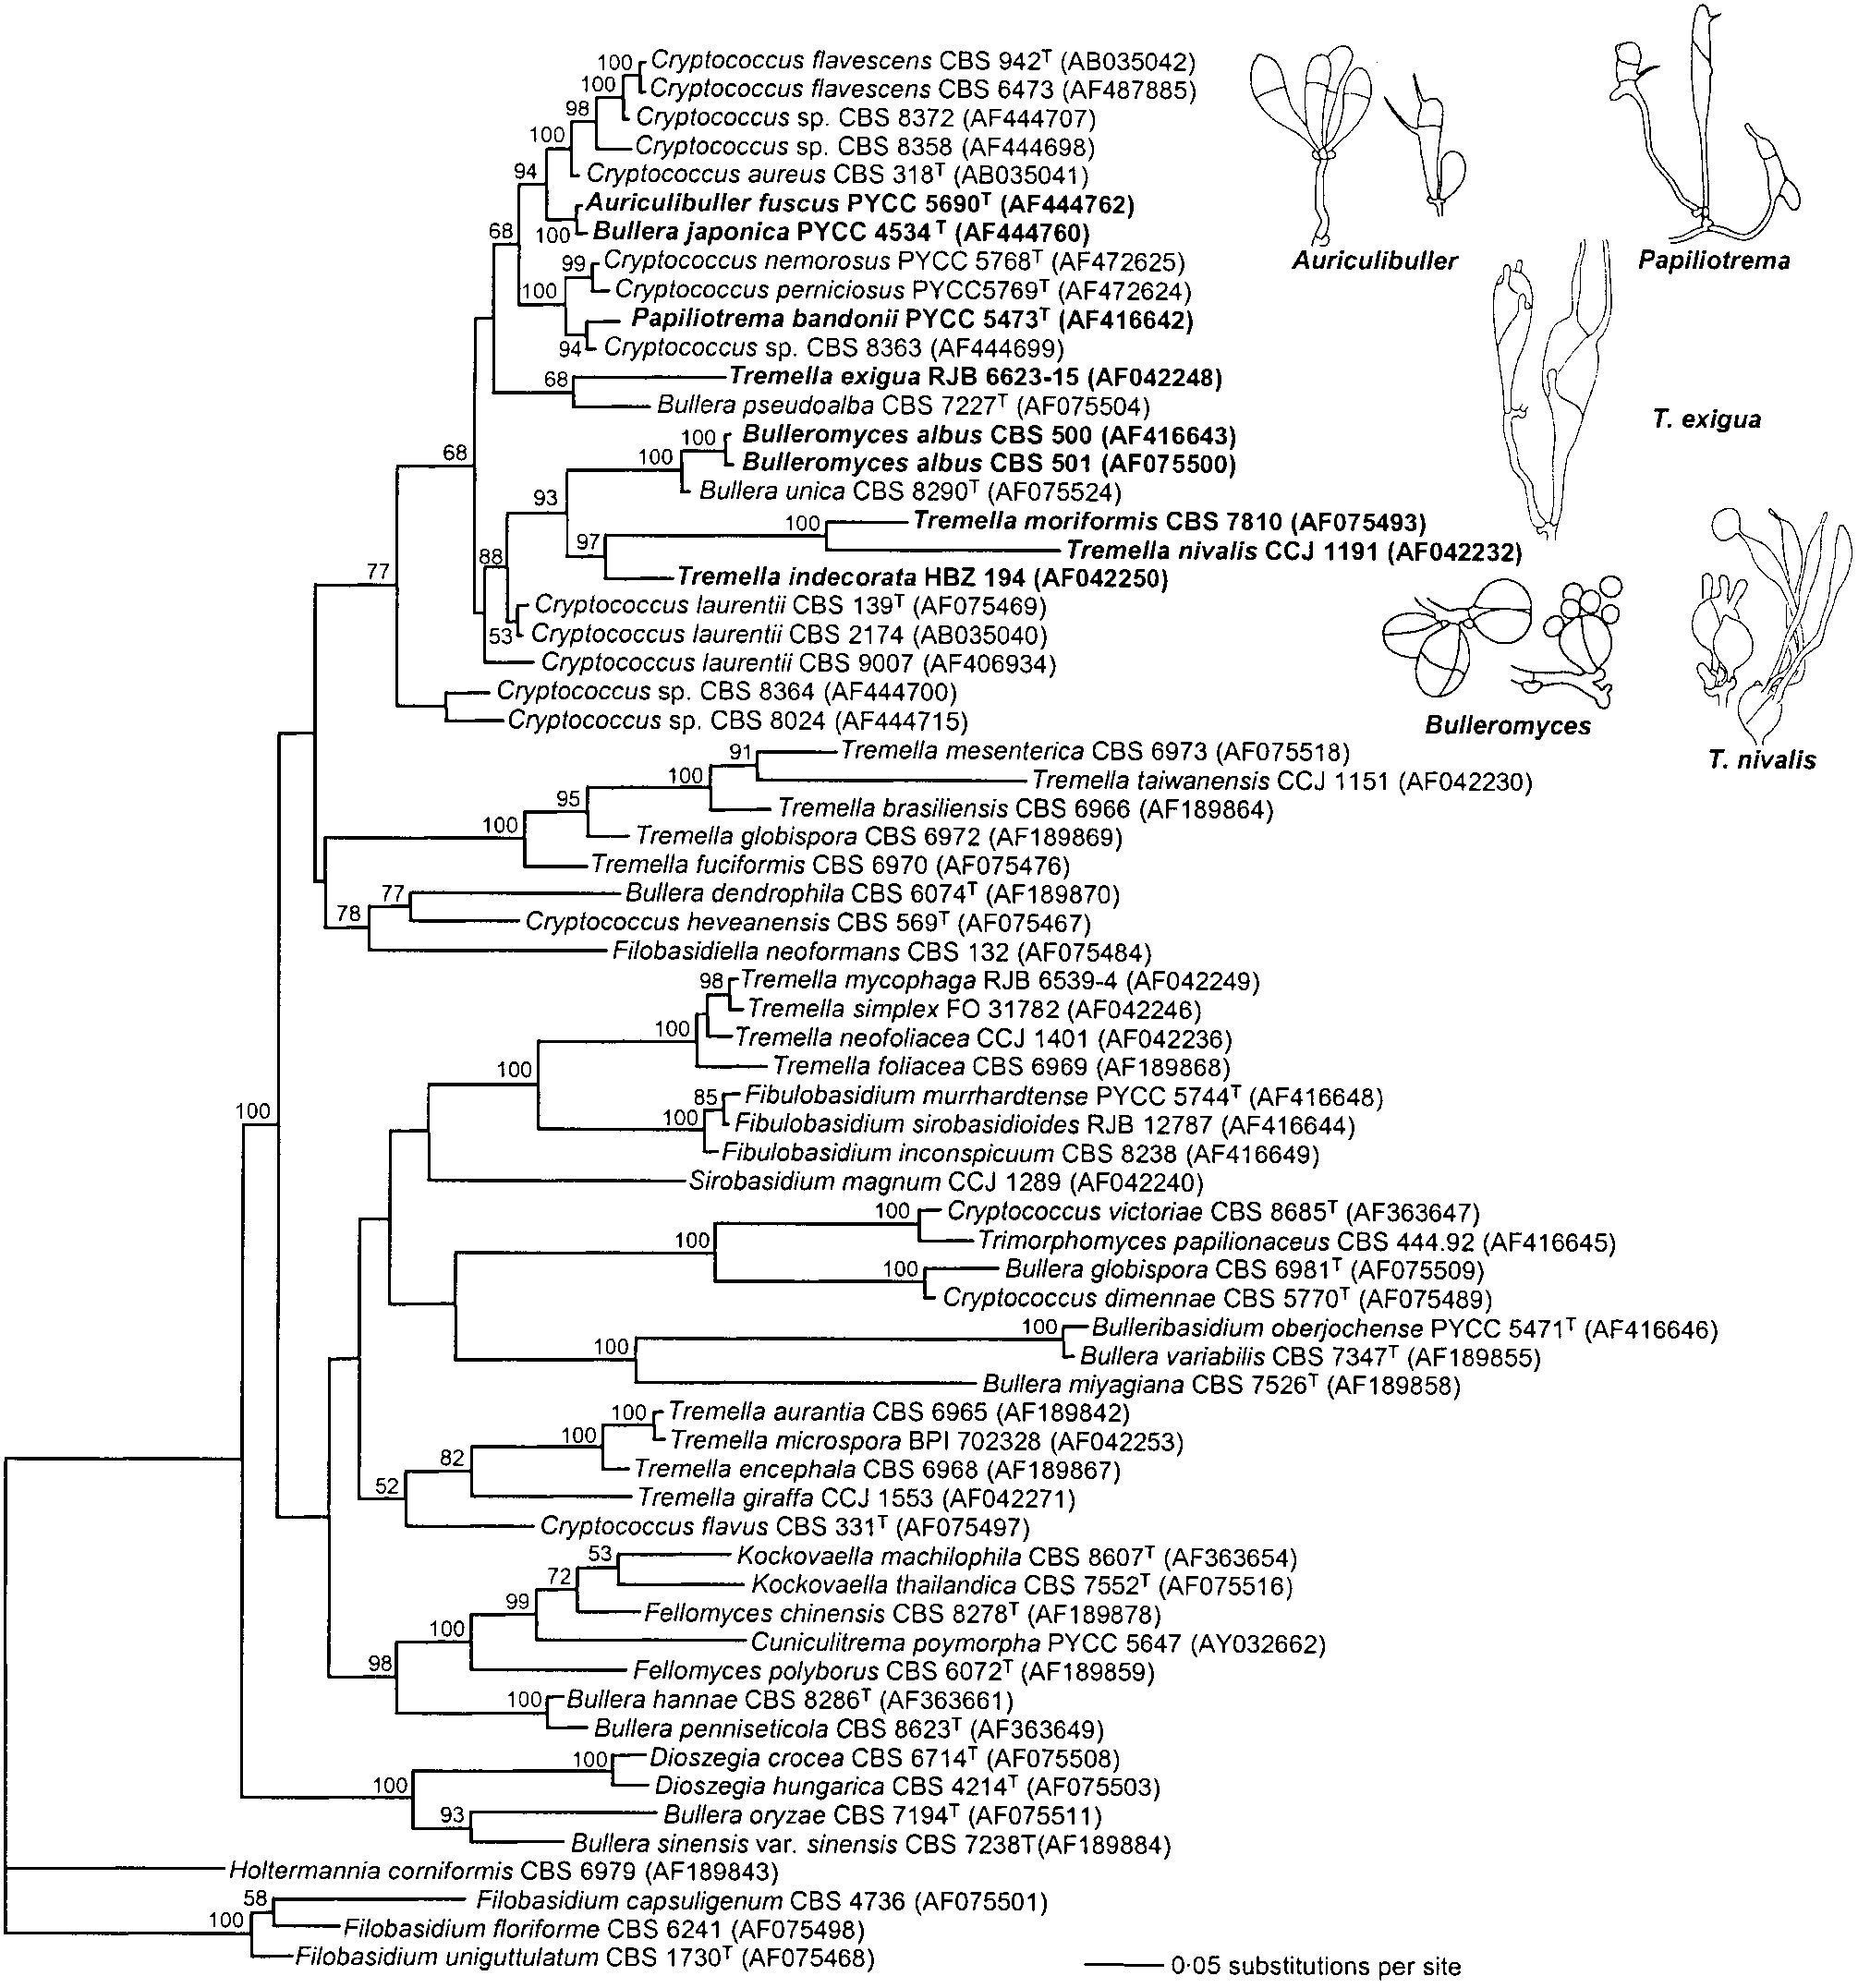 100 Cryptococcus flavescens CBS 942ᵀ (AB035042)
100 Cryptococcus flavescens CBS 6473 (AF487885)
98 Cryptococcus sp. CBS 8372 (AF444707)
100 Cryptococcus sp. CBS 8358 (AF444698)
94 Cryptococcus aureus CBS 318ᵀ (AB035041)
Auriculibuller fuscus PYCC 5690ᵀ (AF444762)
68 100 Bullera japonica PYCC 4534ᵀ (AF444760)
99 Cryptococcus nemorosus PYCC 5768ᵀ (AF472625)
100 Cryptococcus perniciosus PYCC5769ᵀ (AF472624)
Papiliotrema bandonii PYCC 5473ᵀ (AF416642)
94 Cryptococcus sp. CBS 8363 (AF444699)
68 Tremella exigua RJB 6623-15 (AF042248)
Bullera pseudoalba CBS 7227ᵀ (AF075504)
100 Bulleromyces albus CBS 500 (AF416643)
68 100 Bulleromyces albus CBS 501 (AF075500)
93 Bullera unica CBS 8290ᵀ (AF075524)
100 Tremella moriformis CBS 7810 (AF075493)
88 97 Tremella nivalis CCJ 1191 (AF042232)
77 Tremella indecorata HBZ 194 (AF042250)
Cryptococcus laurentii CBS 139ᵀ (AF075469)
53 Cryptococcus laurentii CBS 2174 (AB035040)
Cryptococcus laurentii CBS 9007 (AF406934)
Cryptococcus sp. CBS 8364 (AF444700)
Cryptococcus sp. CBS 8024 (AF444715)
91 Tremella mesenterica CBS 6973 (AF075518)
100 Tremella taiwanensis CCJ 1151 (AF042230)
95 Tremella brasiliensis CBS 6966 (AF189864)
100 Tremella globispora CBS 6972 (AF189869)
Tremella fuciformis CBS 6970 (AF075476)
77 Bullera dendrophila CBS 6074ᵀ (AF189870)
78 Cryptococcus heveanensis CBS 569ᵀ (AF075467)
Filobasidiella neoformans CBS 132 (AF075484)
98 Tremella mycophaga RJB 6539-4 (AF042249)
Tremella simplex FO 31782 (AF042246)
100 Tremella neofoliacea CCJ 1401 (AF042236)
100 Tremella foliacea CBS 6969 (AF189868)
85 Fibulobasidium murrhardtense PYCC 5744ᵀ (AF416648)
100 100 Fibulobasidium sirobasidioides RJB 12787 (AF416644)
Fibulobasidium inconspicuum CBS 8238 (AF416649)
Sirobasidium magnum CCJ 1289 (AF042240)
100 Cryptococcus victoriae CBS 8685ᵀ (AF363647)
100 Trimorphomyces papilionaceus CBS 444.92 (AF416645)
100 Bullera globispora CBS 6981ᵀ (AF075509)
Cryptococcus dimennae CBS 5770ᵀ (AF075489)
100 Bulleribasidium oberjochense PYCC 5471ᵀ (AF416646)
100 Bullera variabilis CBS 7347ᵀ (AF189855)
Bullera miyagiana CBS 7526ᵀ (AF189858)
100 Tremella aurantia CBS 6965 (AF189842)
100 Tremella microspora BPI 702328 (AF042253)
82 Tremella encephala CBS 6968 (AF189867)
52 Tremella giraffa CCJ 1553 (AF042271)
Cryptococcus flavus CBS 331ᵀ (AF075497)
53 Kockovaella machilophila CBS 8607ᵀ (AF363654)
72 Kockovaella thailandica CBS 7552ᵀ (AF075516)
99 Fellomyces chinensis CBS 8278ᵀ (AF189878)
100 Cuniculitrema poymorpha PYCC 5647 (AY032662)
98 Fellomyces polyborus CBS 6072ᵀ (AF189859)
100 Bullera hannae CBS 8286ᵀ (AF363661)
Bullera penniseticola CBS 8623ᵀ (AF363649)
100 Dioszegia crocea CBS 6714ᵀ (AF075508)
100 Dioszegia hungarica CBS 4214ᵀ (AF075503)
93 Bullera oryzae CBS 7194ᵀ (AF075511)
Bullera sinensis var. sinensis CBS 7238T(AF189884)
Holtermannia corniformis CBS 6979 (AF189843)
58 Filobasidium capsuligenum CBS 4736 (AF075501)
100 Filobasidium floriforme CBS 6241 (AF075498)
Filobasidium uniguttulatum CBS 1730ᵀ (AF075468)
Auriculibuller
Papiliotrema
T. exigua
Bulleromyces
T. nivalis
0·05 substitutions per site